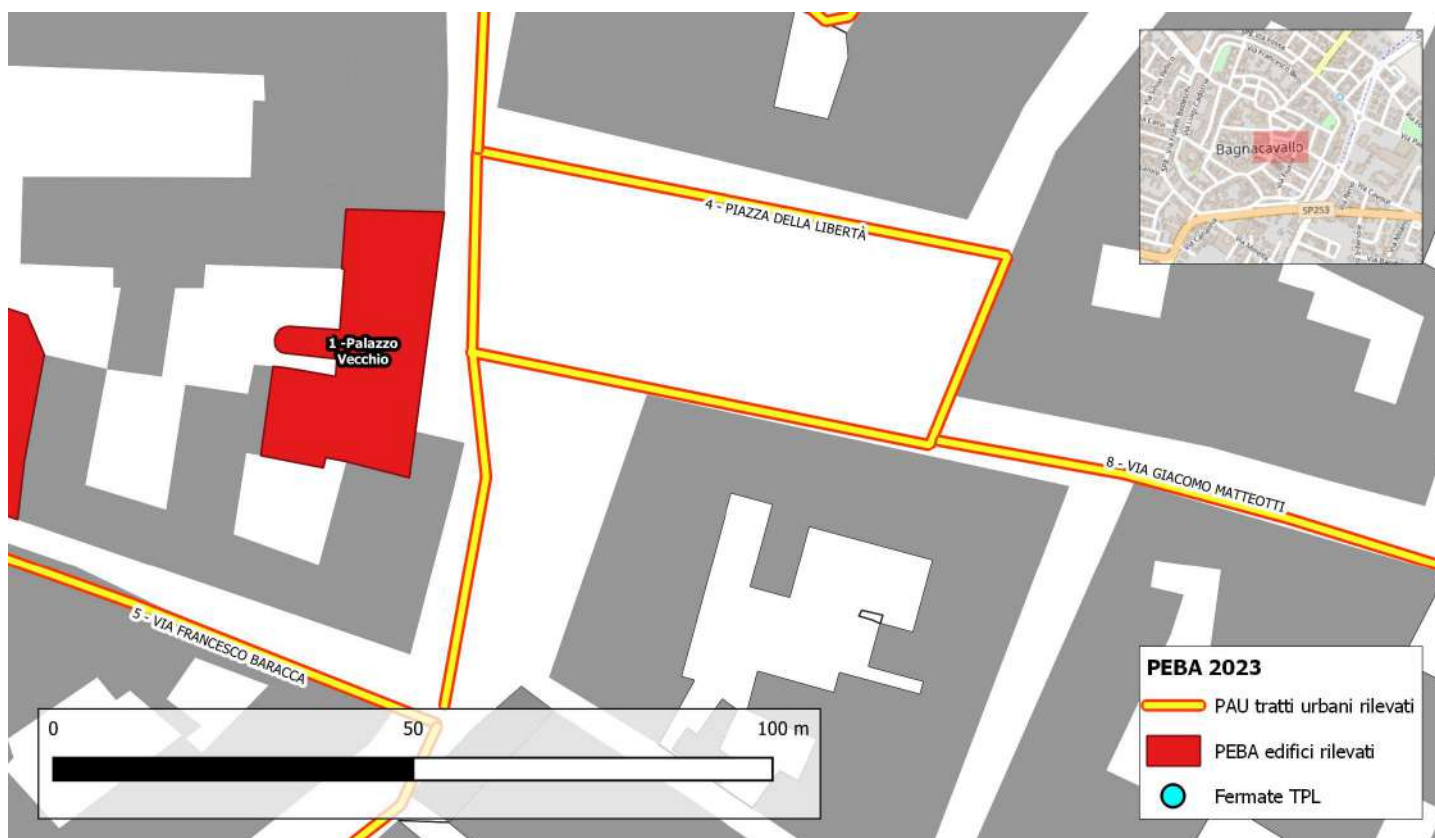 Bagnacavallo
SP253
4 - PIAZZA DELLA LIBERTÀ
1 -Palazzo
Vecchio
8 - VIA GIACOMO MATTEOTTI
5 - VIA FRANCESCO BARACCA
0 50 100 m
PEBA 2023
PAU tratti urbani rilevati
PEBA edifici rilevati
Fermate TPL